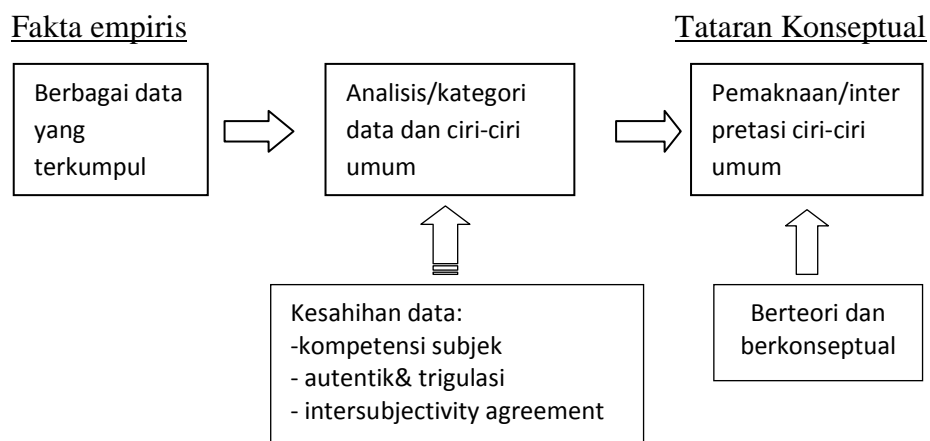 Fakta empiris
Tataran Konseptual
Berbagai data
yang
terkumpul
Analisis/kategori
data dan ciri-ciri
umum
Pemaknaan/inter
pretasi ciri-ciri
umum
Kesahihan data:
-kompetensi subjek
- autentik& trigulasi
- intersubjectivity agreement
Berteori dan
berkonseptual